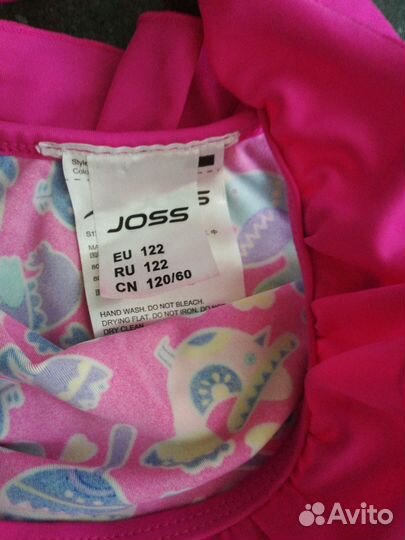 Style
Colo
JOSS
S
EU 122
RU 122
CN 120/60
HAND WASH. DO NOT BLEACH.
DRYING FLAT. DO NOT IRON. DO NOT
DRY CLEAN
Avito